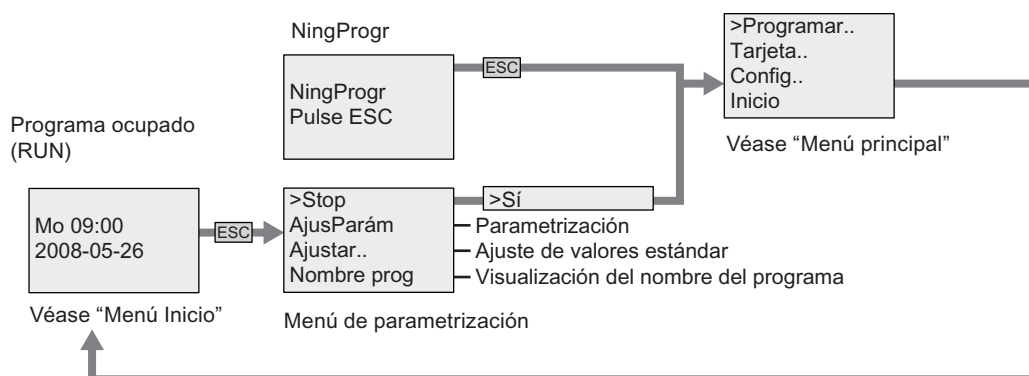 NingProgr
NingProgr
Pulse ESC
ESC
>Programar..
Tarjeta..
Config..
Inicio
Véase “Menú principal”
Programa ocupado
(RUN)
Mo 09:00
2008-05-26
Véase “Menú Inicio”
ESC
>Stop
AjusParám
Ajustar..
Nombre prog
>Sí
Parametrización
Ajuste de valores estándar
Visualización del nombre del programa
Menú de parametrización